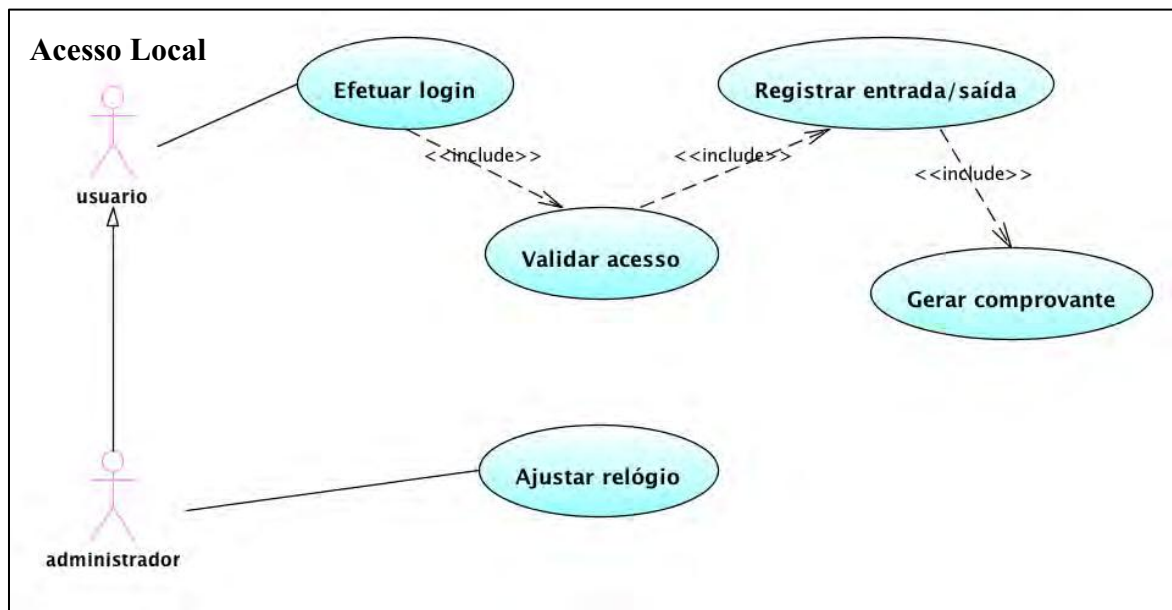 Acesso Local
Efetuar login
Registrar entrada/saída
<<include>>
<<include>>
<<include>>
usuario
Validar acesso
Gerar comprovante
Ajustar relógio
administrador